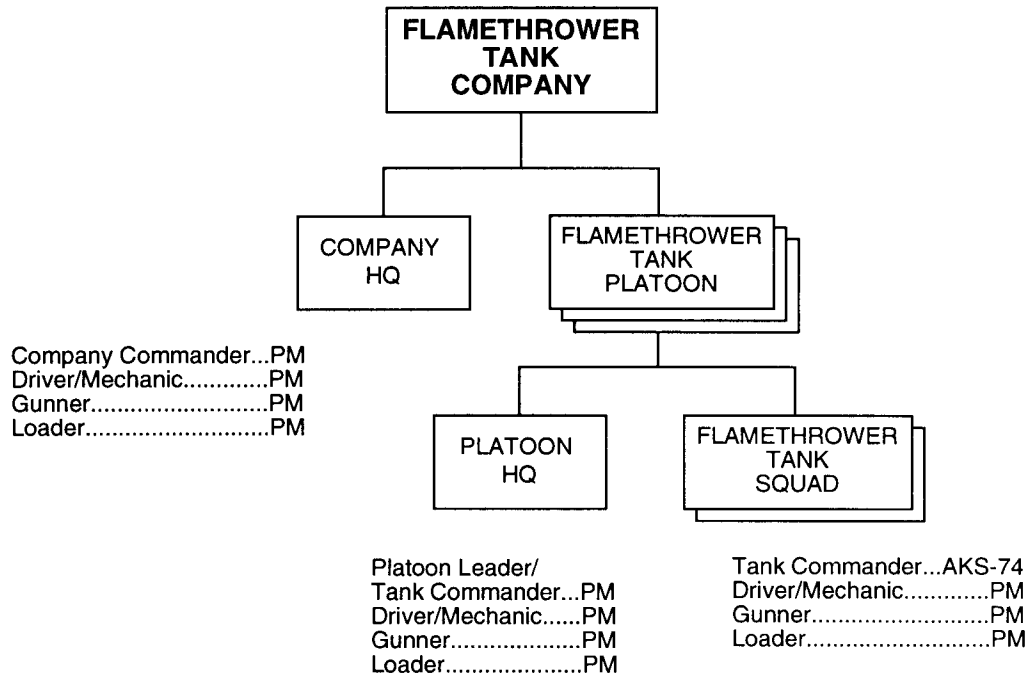 FLAMETHROWER
TANK
COMPANY
COMPANY
HQ
FLAMETHROWER
TANK
PLATOON
Company Commander...PM
Driver/Mechanic.............PM
Gunner...........................PM
Loader............................PM
PLATOON
HQ
FLAMETHROWER
TANK
SQUAD
Platoon Leader/
Tank Commander...PM
Driver/Mechanic......PM
Gunner....................PM
Loader.....................PM
Tank Commander...AKS-74
Driver/Mechanic.............PM
Gunner...........................PM
Loader............................PM